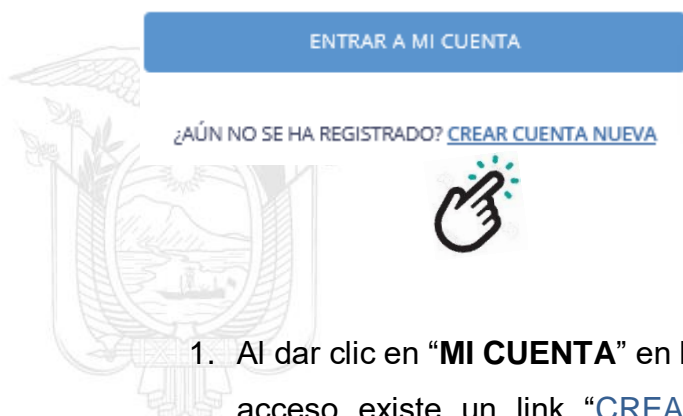 ENTRAR A MI CUENTA
¿AÚN NO SE HA REGISTRADO? CREAR CUENTA NUEVA
1. Al dar clic en “MI CUENTA” en
acceso existe un link “CREA